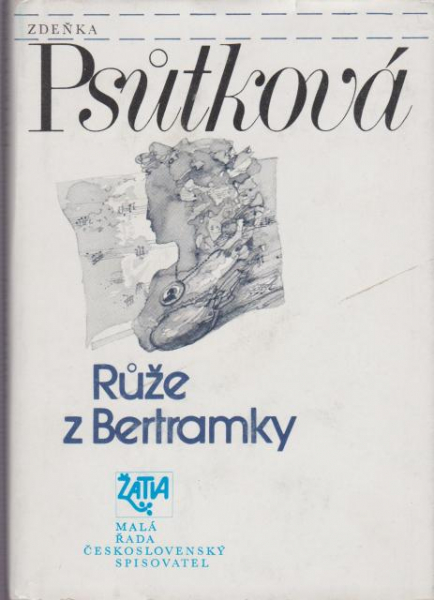 ZDEŇKA
Psůtková
Růže
z Bertramky
ŽATVA
MALÁ
ŘADA
ČESKOSLOVENSKÝ
SPISOVATEL